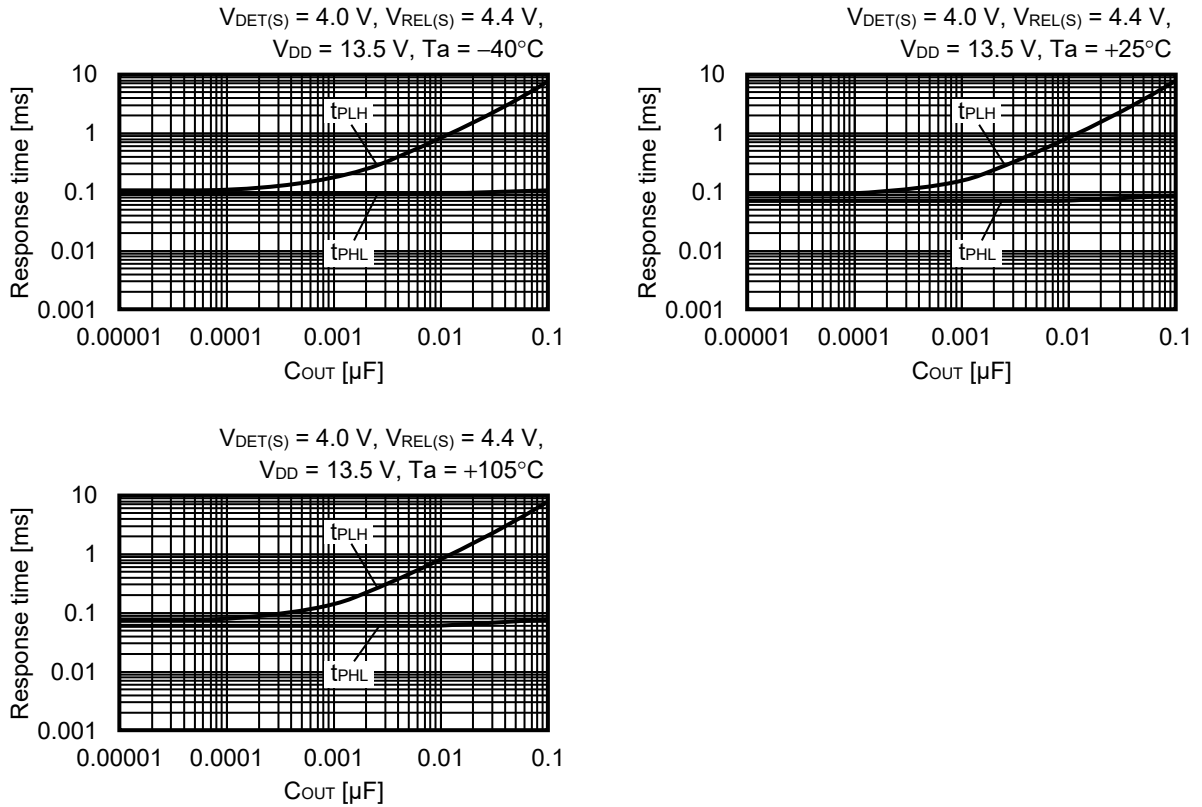 VDET(S) = 4.0 V, VREL(S) = 4.4 V,
VDD = 13.5 V, Ta = −40°C
Response time [ms]
10
1
0.1
0.01
0.001
tPLH
tPHL
0.00001 0.0001 0.001 0.01 0.1
COUT [µF]
VDET(S) = 4.0 V, VREL(S) = 4.4 V,
VDD = 13.5 V, Ta = +25°C
Response time [ms]
10
1
0.1
0.01
0.001
tPLH
tPHL
0.00001 0.0001 0.001 0.01 0.1
COUT [µF]
VDET(S) = 4.0 V, VREL(S) = 4.4 V,
VDD = 13.5 V, Ta = +105°C
Response time [ms]
10
1
0.1
0.01
0.001
tPLH
tPHL
0.00001 0.0001 0.001 0.01 0.1
COUT [µF]